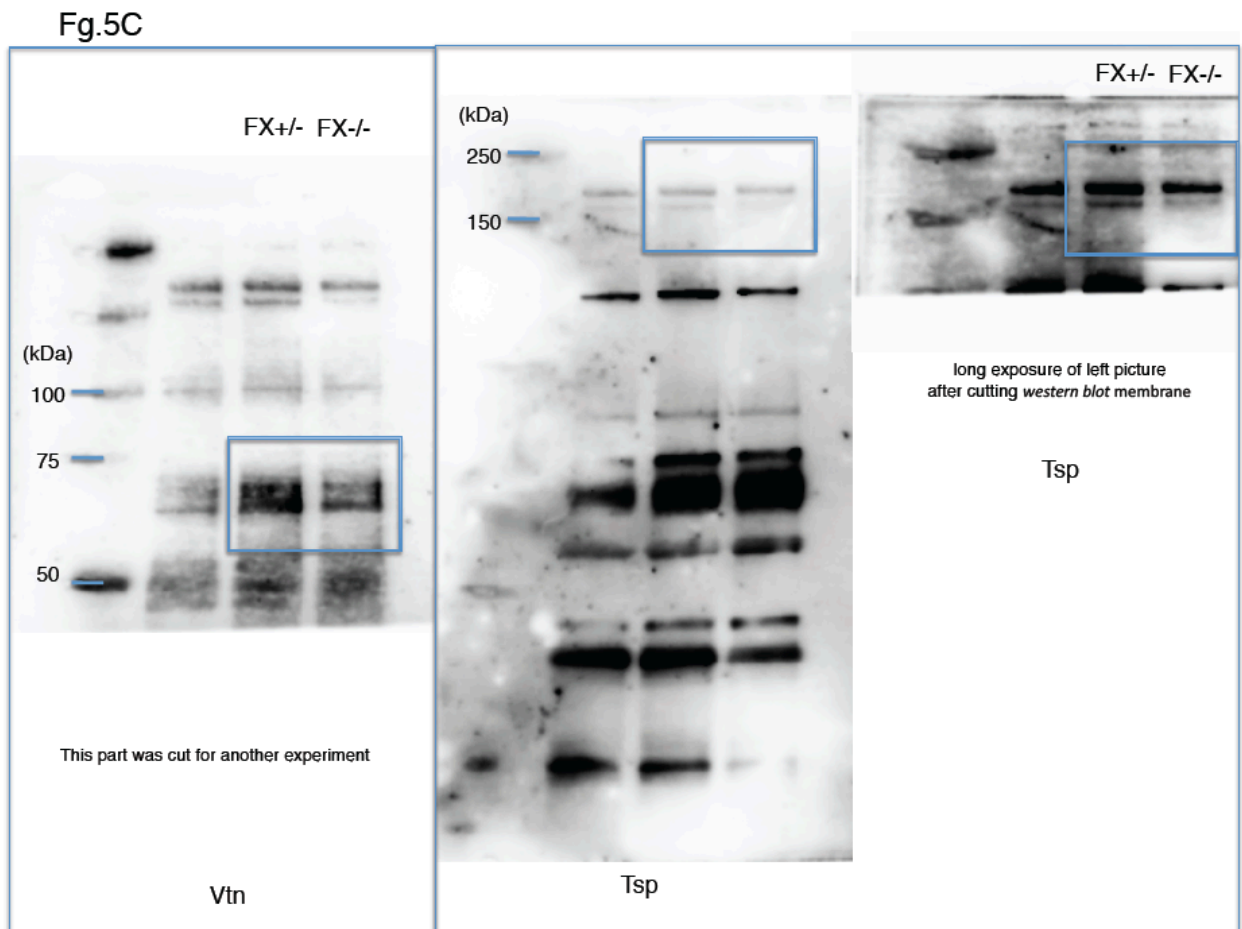 Fg.5C
FX+/- FX-/-
(kDa)
100
75
50
This part was cut for another experiment
Vtn
(kDa)
250
150
Tsp
FX+/- FX-/-
long exposure of left picture
after cutting western blot membrane
Tsp